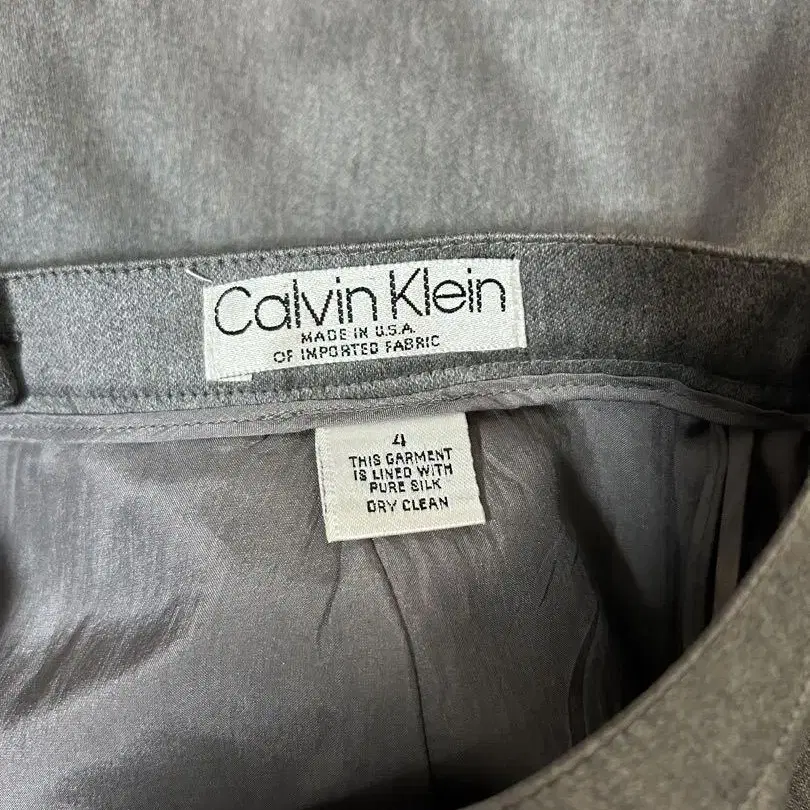 Calvin Klein
MADE IN U.S.A.
OF IMPORTED FABRIC
4
THIS GARMENT
IS LINED WITH
PURE SILK
DRY CLEAN